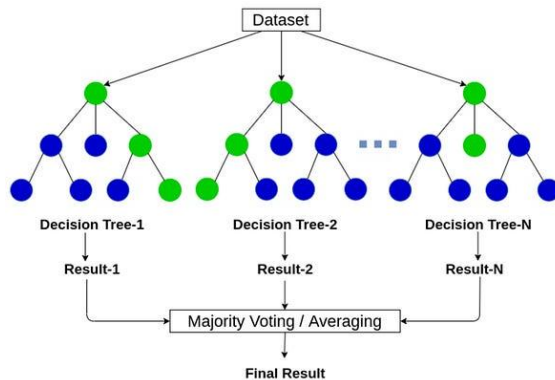 Dataset
Decision Tree-1
Decision Tree-2
Decision Tree-N
Result-1
Result-2
Result-N
Majority Voting / Averaging
Final Result